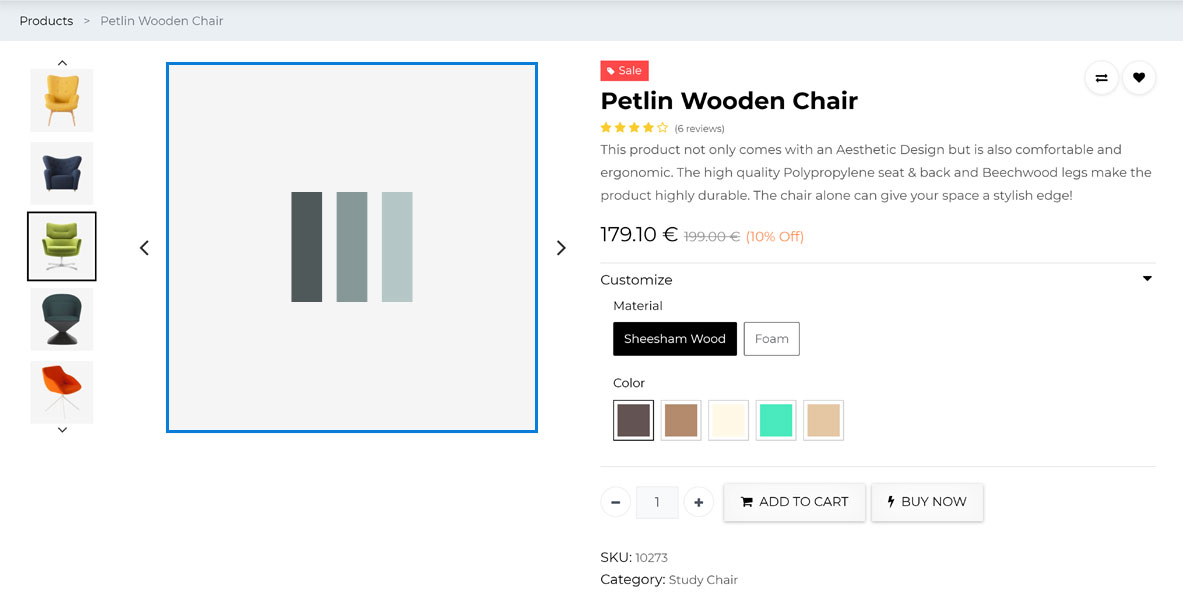 Products > Petlin Wooden Chair
Sale
Petlin Wooden Chair
(6 reviews)
This product not only comes with an Aesthetic Design but is also comfortable and
ergonomic. The high quality Polypropylene seat & back and Beechwood legs make the
product highly durable. The chair alone can give your space a stylish edge!
179.10 € 199.00 € (10% Off)
Customize
Material
Sheesham Wood Foam
Color
1 ADD TO CART BUY NOW
SKU: 10273
Category: Study Chair